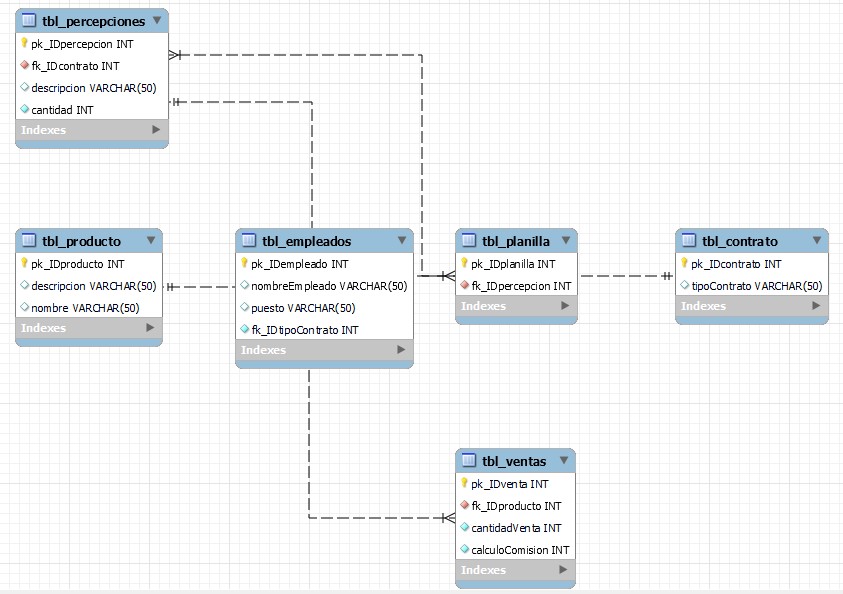 tbl_percepciones
pk_IDpercepcion INT
fk_IDcontrato INT
descripcion VARCHAR(50)
cantidad INT
Indexes
tbl_producto
pk_IDproducto INT
descripcion VARCHAR(50)
nombre VARCHAR(50)
Indexes
tbl_empleados
pk_IDempleado INT
nombreEmpleado VARCHAR(50)
puesto VARCHAR(50)
fk_IDtipoContrato INT
Indexes
tbl_planilla
pk_IDplanilla INT
fk_IDpercepcion INT
Indexes
tbl_contrato
pk_IDcontrato INT
tipoContrato VARCHAR(50)
Indexes
tbl_ventas
pk_IDventa INT
fk_IDproducto INT
cantidadVenta INT
calculoComision INT
Indexes